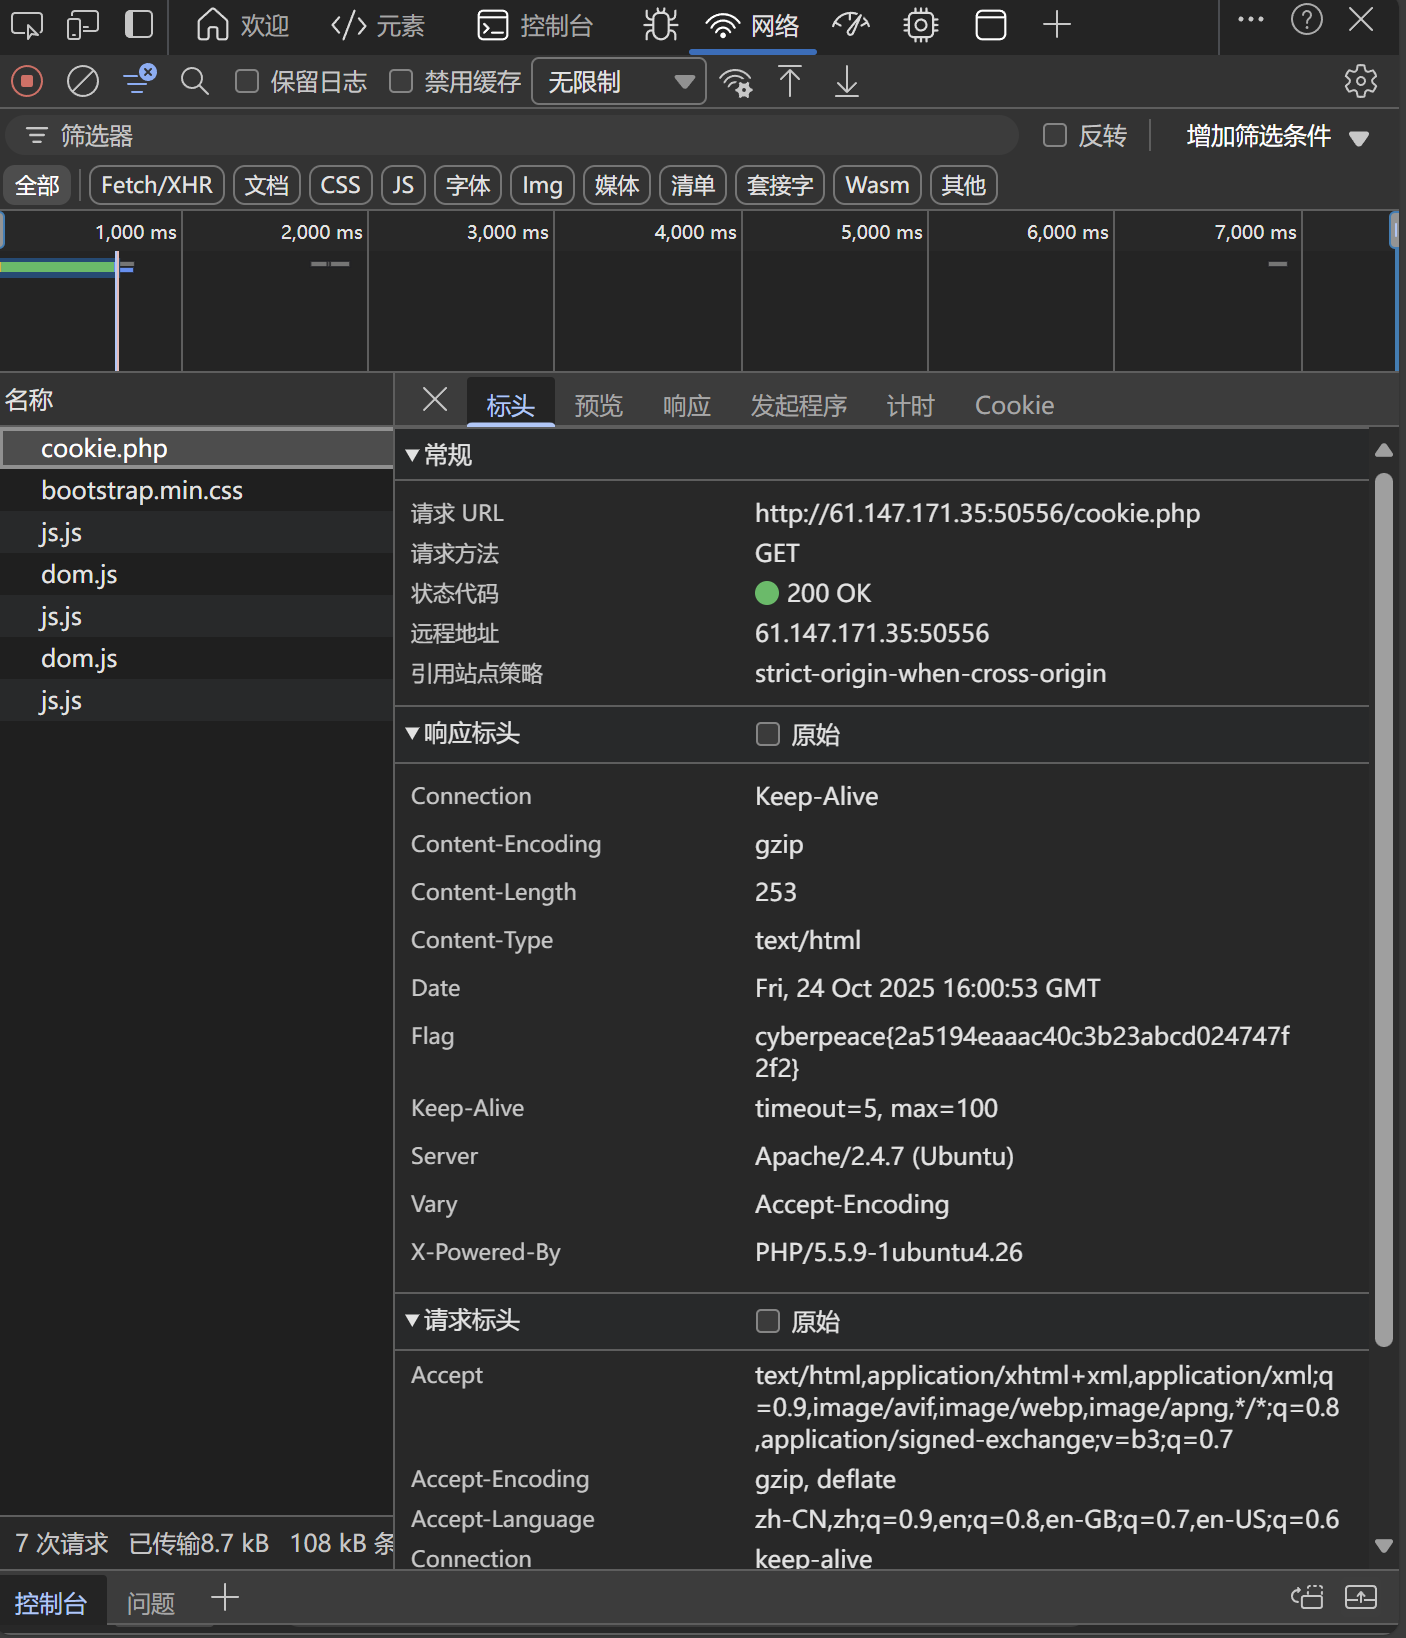 欢迎 元素 控制台 网络
保留日志 禁用缓存 无限制
筛选器 反转 增加筛选条件
全部 Fetch/XHR 文档 CSS JS 字体 Img 媒体 清单 套接字 Wasm 其他
1,000 ms 2,000 ms 3,000 ms 4,000 ms 5,000 ms 6,000 ms 7,000 ms
名称
cookie.php
bootstrap.min.css
js.js
dom.js
js.js
dom.js
js.js
7 次请求 已传输8.7 kB 108 kB 条
标头 预览 响应 发起程序 计时 Cookie
常规
请求 URL http://61.147.171.35:50556/cookie.php
请求方法 GET
状态代码 200 OK
远程地址 61.147.171.35:50556
引用站点策略 strict-origin-when-cross-origin
响应标头 原始
Connection Keep-Alive
Content-Encoding gzip
Content-Length 253
Content-Type text/html
Date Fri, 24 Oct 2025 16:00:53 GMT
Flag cyberpeace{2a5194eaaac40c3b23abcd024747f
2f2}
Keep-Alive timeout=5, max=100
Server Apache/2.4.7 (Ubuntu)
Vary Accept-Encoding
X-Powered-By PHP/5.5.9-1ubuntu4.26
请求标头 原始
Accept text/html,application/xhtml+xml,application/xml;q
=0.9,image/avif,image/webp,image/apng,*/*;q=0.8
,application/signed-exchange;v=b3;q=0.7
Accept-Encoding gzip, deflate
Accept-Language zh-CN,zh;q=0.9,en;q=0.8,en-GB;q=0.7,en-US;q=0.6
Connection keep-alive
控制台 问题